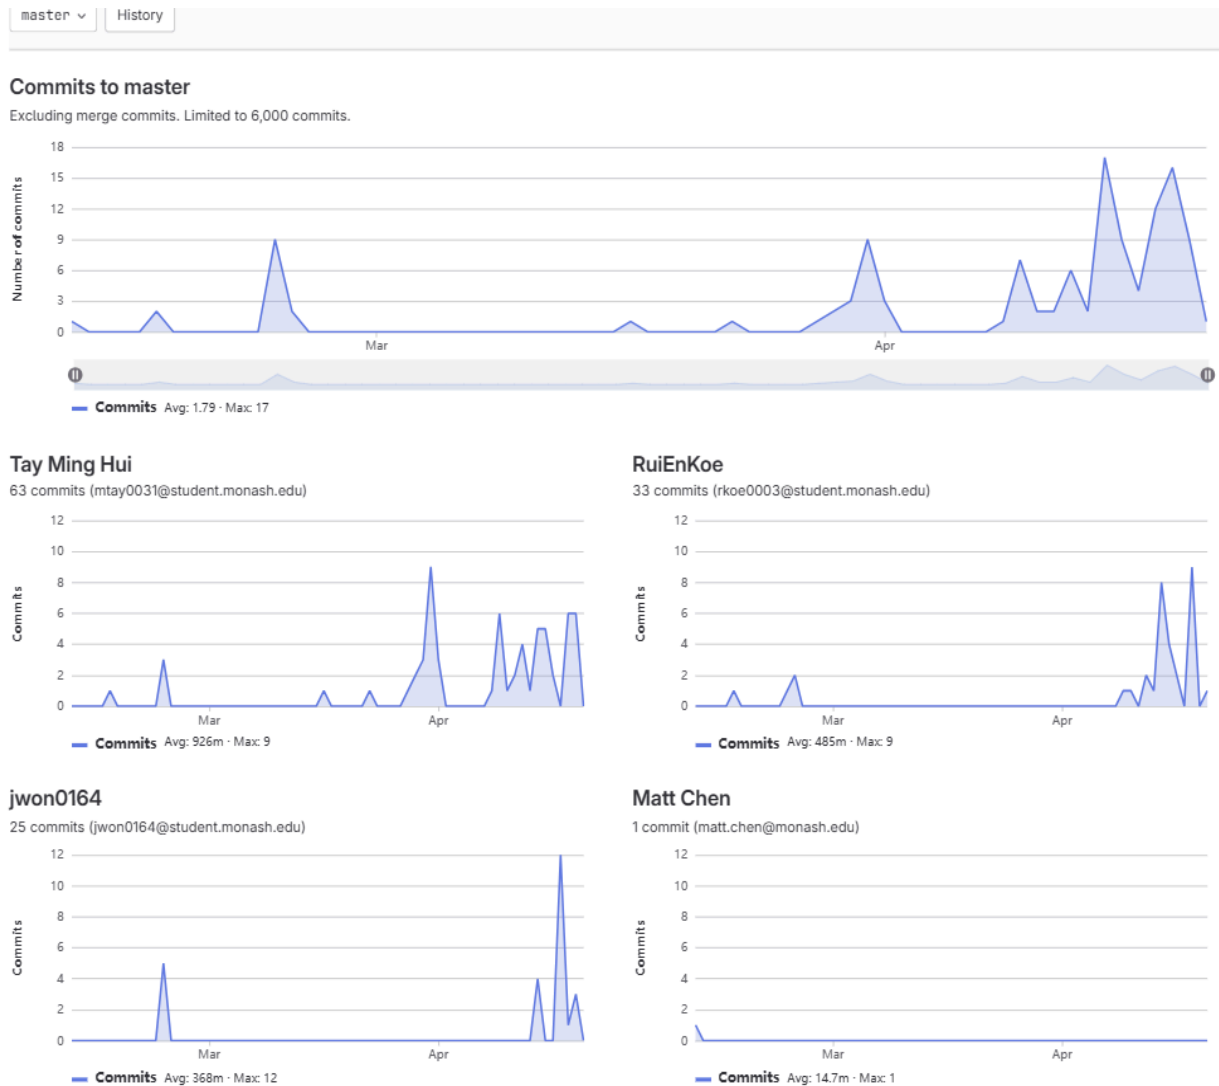 master
History
Commits to master
Excluding merge commits. Limited to 6,000 commits.
Number of commits
18
15
12
9
6
3
0
Mar
Apr
Commits Avg: 1.79 · Max: 17
Tay Ming Hui
63 commits (mtay0031@student.monash.edu)
Commits
12
10
8
6
4
2
0
Mar
Apr
Commits Avg: 926m · Max: 9
RuiEnKoe
33 commits (rkoe0003@student.monash.edu)
Commits
12
10
8
6
4
2
0
Mar
Apr
Commits Avg: 485m · Max: 9
jwon0164
25 commits (jwon0164@student.monash.edu)
Commits
12
10
8
6
4
2
0
Mar
Apr
Commits Avg: 368m · Max: 12
Matt Chen
1 commit (matt.chen@monash.edu)
Commits
12
10
8
6
4
2
0
Mar
Apr
Commits Avg: 14.7m · Max: 1